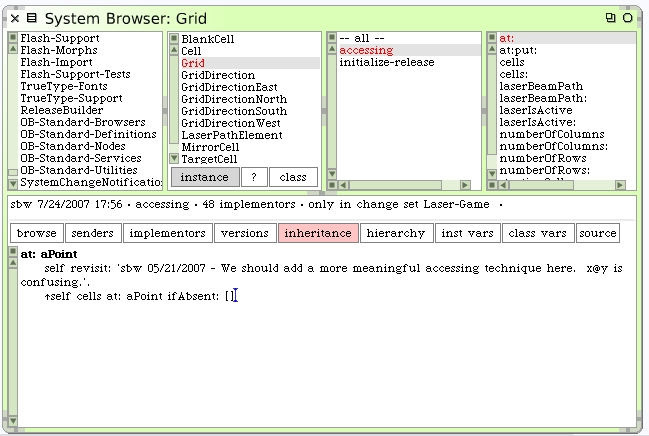 System Browser: Grid
Flash-Support
Flash-Morphs
Flash-Import
Flash-Support-Tests
TrueType-Fonts
TrueType-Support
ReleaseBuilder
OB-Standard-Browsers
OB-Standard-Definitions
OB-Standard-Nodes
OB-Standard-Services
OB-Standard-Utilities
SystemChangeNotificatio
BlankCell
Cell
Grid
GridDirection
GridDirectionEast
GridDirectionNorth
GridDirectionSouth
GridDirectionWest
LaserPathElement
MirrorCell
TargetCell
instance ? class
-- all --
accessing
initialize-release
at:
at:put:
cells
cells:
laserBeamPath
laserBeamPath:
laserIsActive
laserIsActive:
numberOfColumns
numberOfColumns:
numberOfRows
numberOfRows:
sbw 7/24/2007 17:56 · accessing · 48 implementors · only in change set Laser-Game ·
browse senders implementors versions inheritance hierarchy inst vars class vars source
at: aPoint
self revisit: 'sbw 05/21/2007 - We should add a more meaningful accessing technique here. x@y is
confusing.'.
↑self cells at: aPoint ifAbsent: []